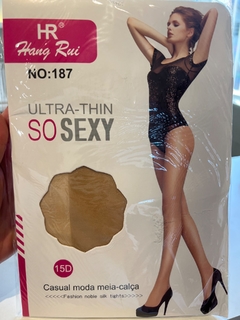 HR
Hang Rui
NO:187
ULTRA-THIN
SO SEXY
15D
Casual moda meia-calça
<<<<<Fashion noble silk tights>>>>>